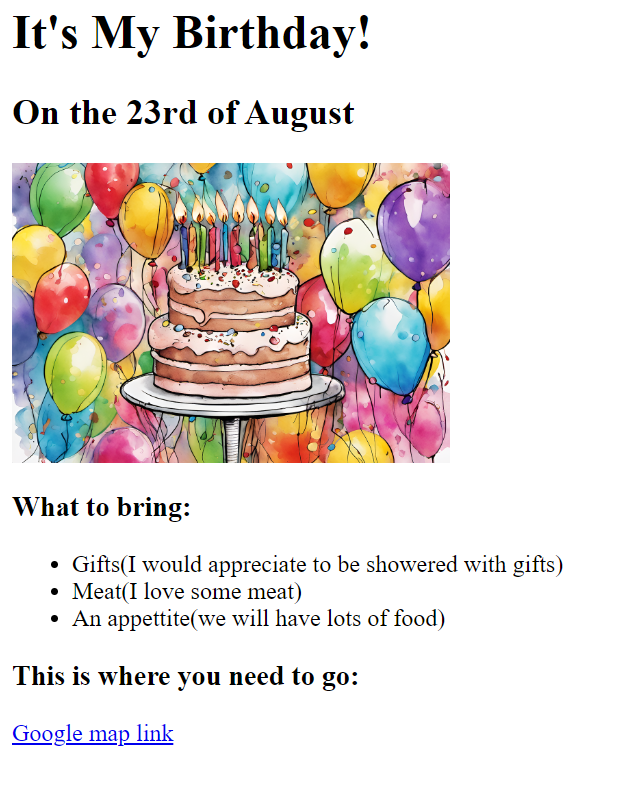 It's My Birthday!
On the 23rd of August
What to bring:
Gifts(I would appreciate to be showered with gifts)
Meat(I love some meat)
An appettite(we will have lots of food)
This is where you need to go:
Google map link